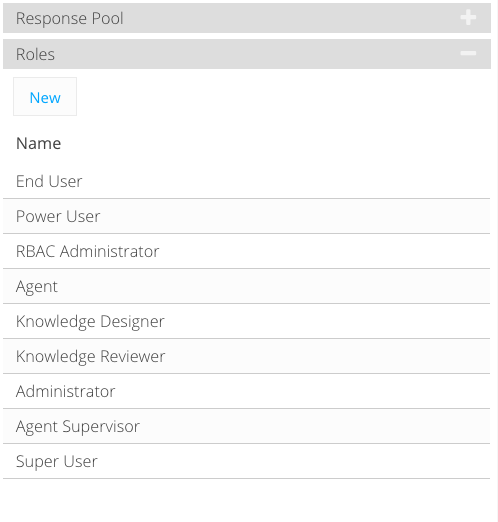 Response Pool
Roles
New
Name
End User
Power User
RBAC Administrator
Agent
Knowledge Designer
Knowledge Reviewer
Administrator
Agent Supervisor
Super User